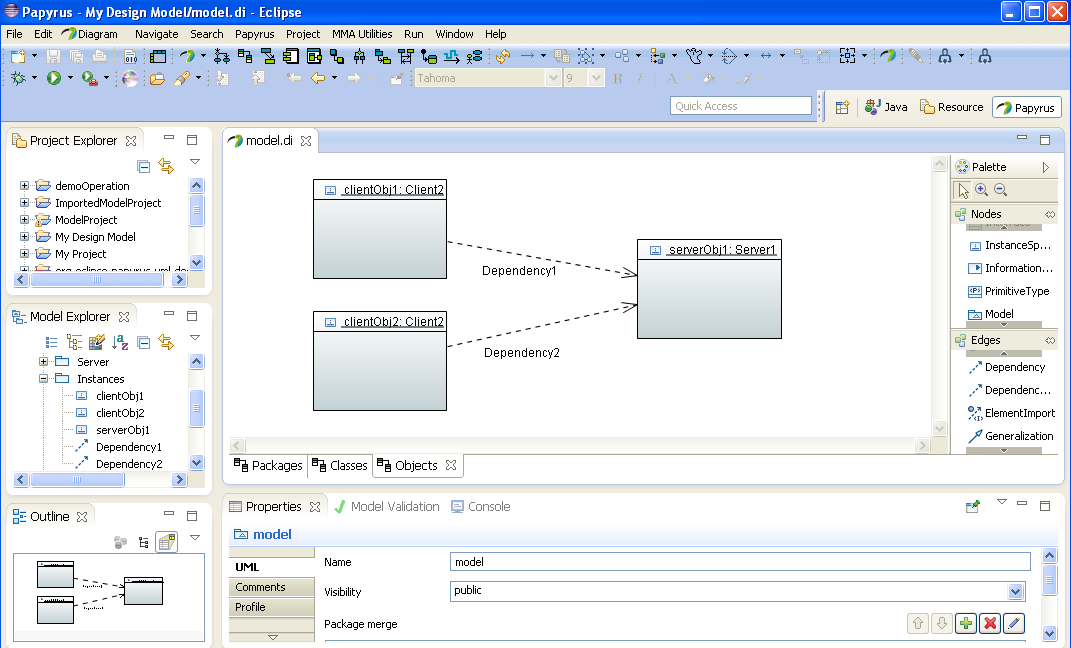 Papyrus - My Design Model/model.di - Eclipse
File Edit Diagram Navigate Search Papyrus Project MMA Utilities Run Window Help
010
Tahoma 9 B I A
Quick Access Java Resource Papyrus
Project Explorer
demoOperation
ImportedModelProject
ModelProject
My Design Model
My Project
Model Explorer
Server
Instances
clientObj1
clientObj2
serverObj1
Dependency1
Dependency2
Outline
model.di
clientObj1: Client2
serverObj1: Server1
Dependency1
clientObj2: Client2
Dependency2
Packages Classes Objects
Palette
Nodes
InstanceSp...
Information...
PrimitiveType
Model
Edges
Dependency
Dependenc...
ElementImport
Generalization
Properties Model Validation Console
model
UML
Comments
Profile
Name model
Visibility public
Package merge